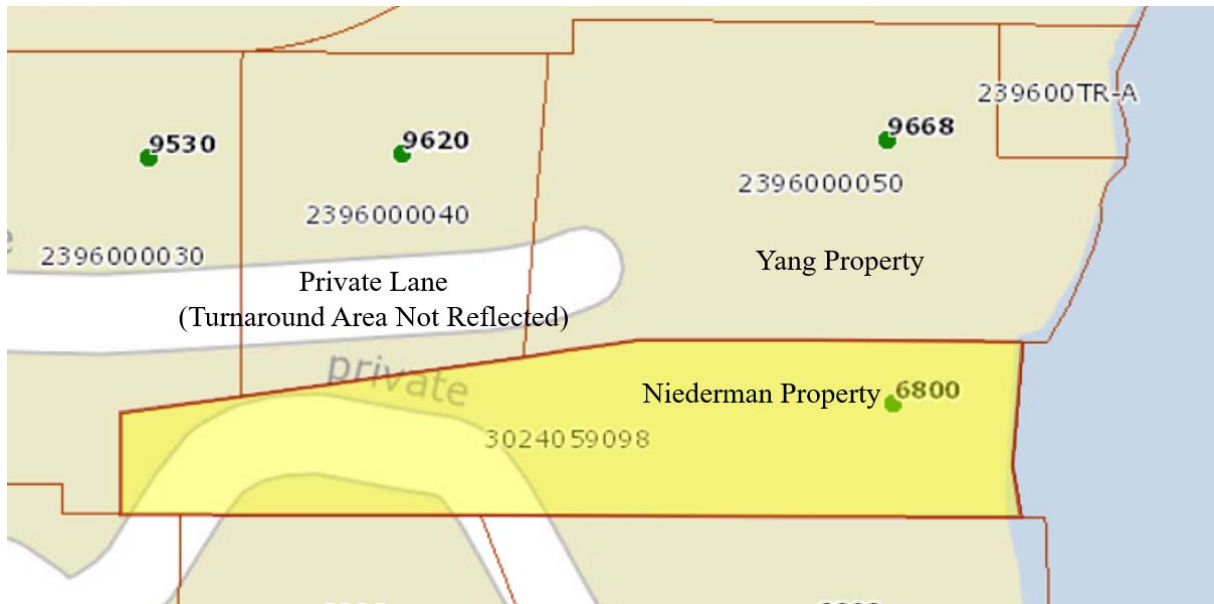 239600TR-A
9530
9620
9668
2396000050
2396000040
2396000030
Yang Property
Private Lane
(Turnaround Area Not Reflected)
private
Niederman Property
6800
3024059098